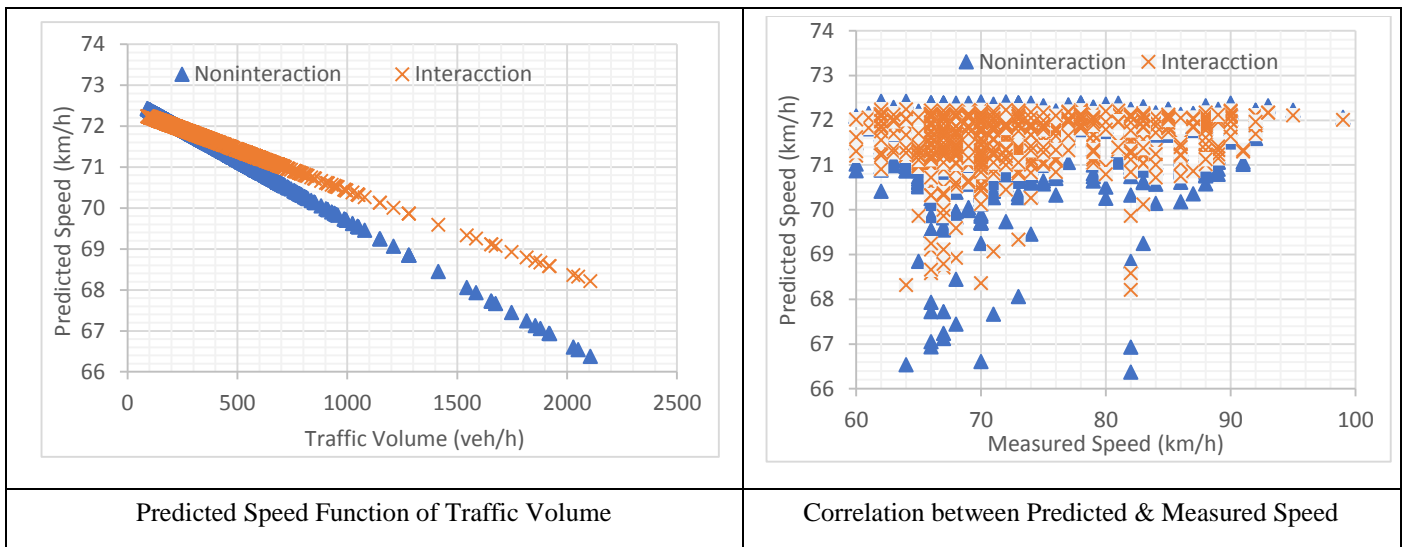 74
73
72
71
70
69
68
67
66
Predicted Speed (km/h)
Noninteraction Interacction
0 500 1000 1500 2000 2500
Traffic Volume (veh/h)
Predicted Speed Function of Traffic Volume
74
73
72
71
70
69
68
67
66
Predicted Speed (km/h)
Noninteraction Interacction
60 70 80 90 100
Measured Speed (km/h)
Correlation between Predicted & Measured Speed